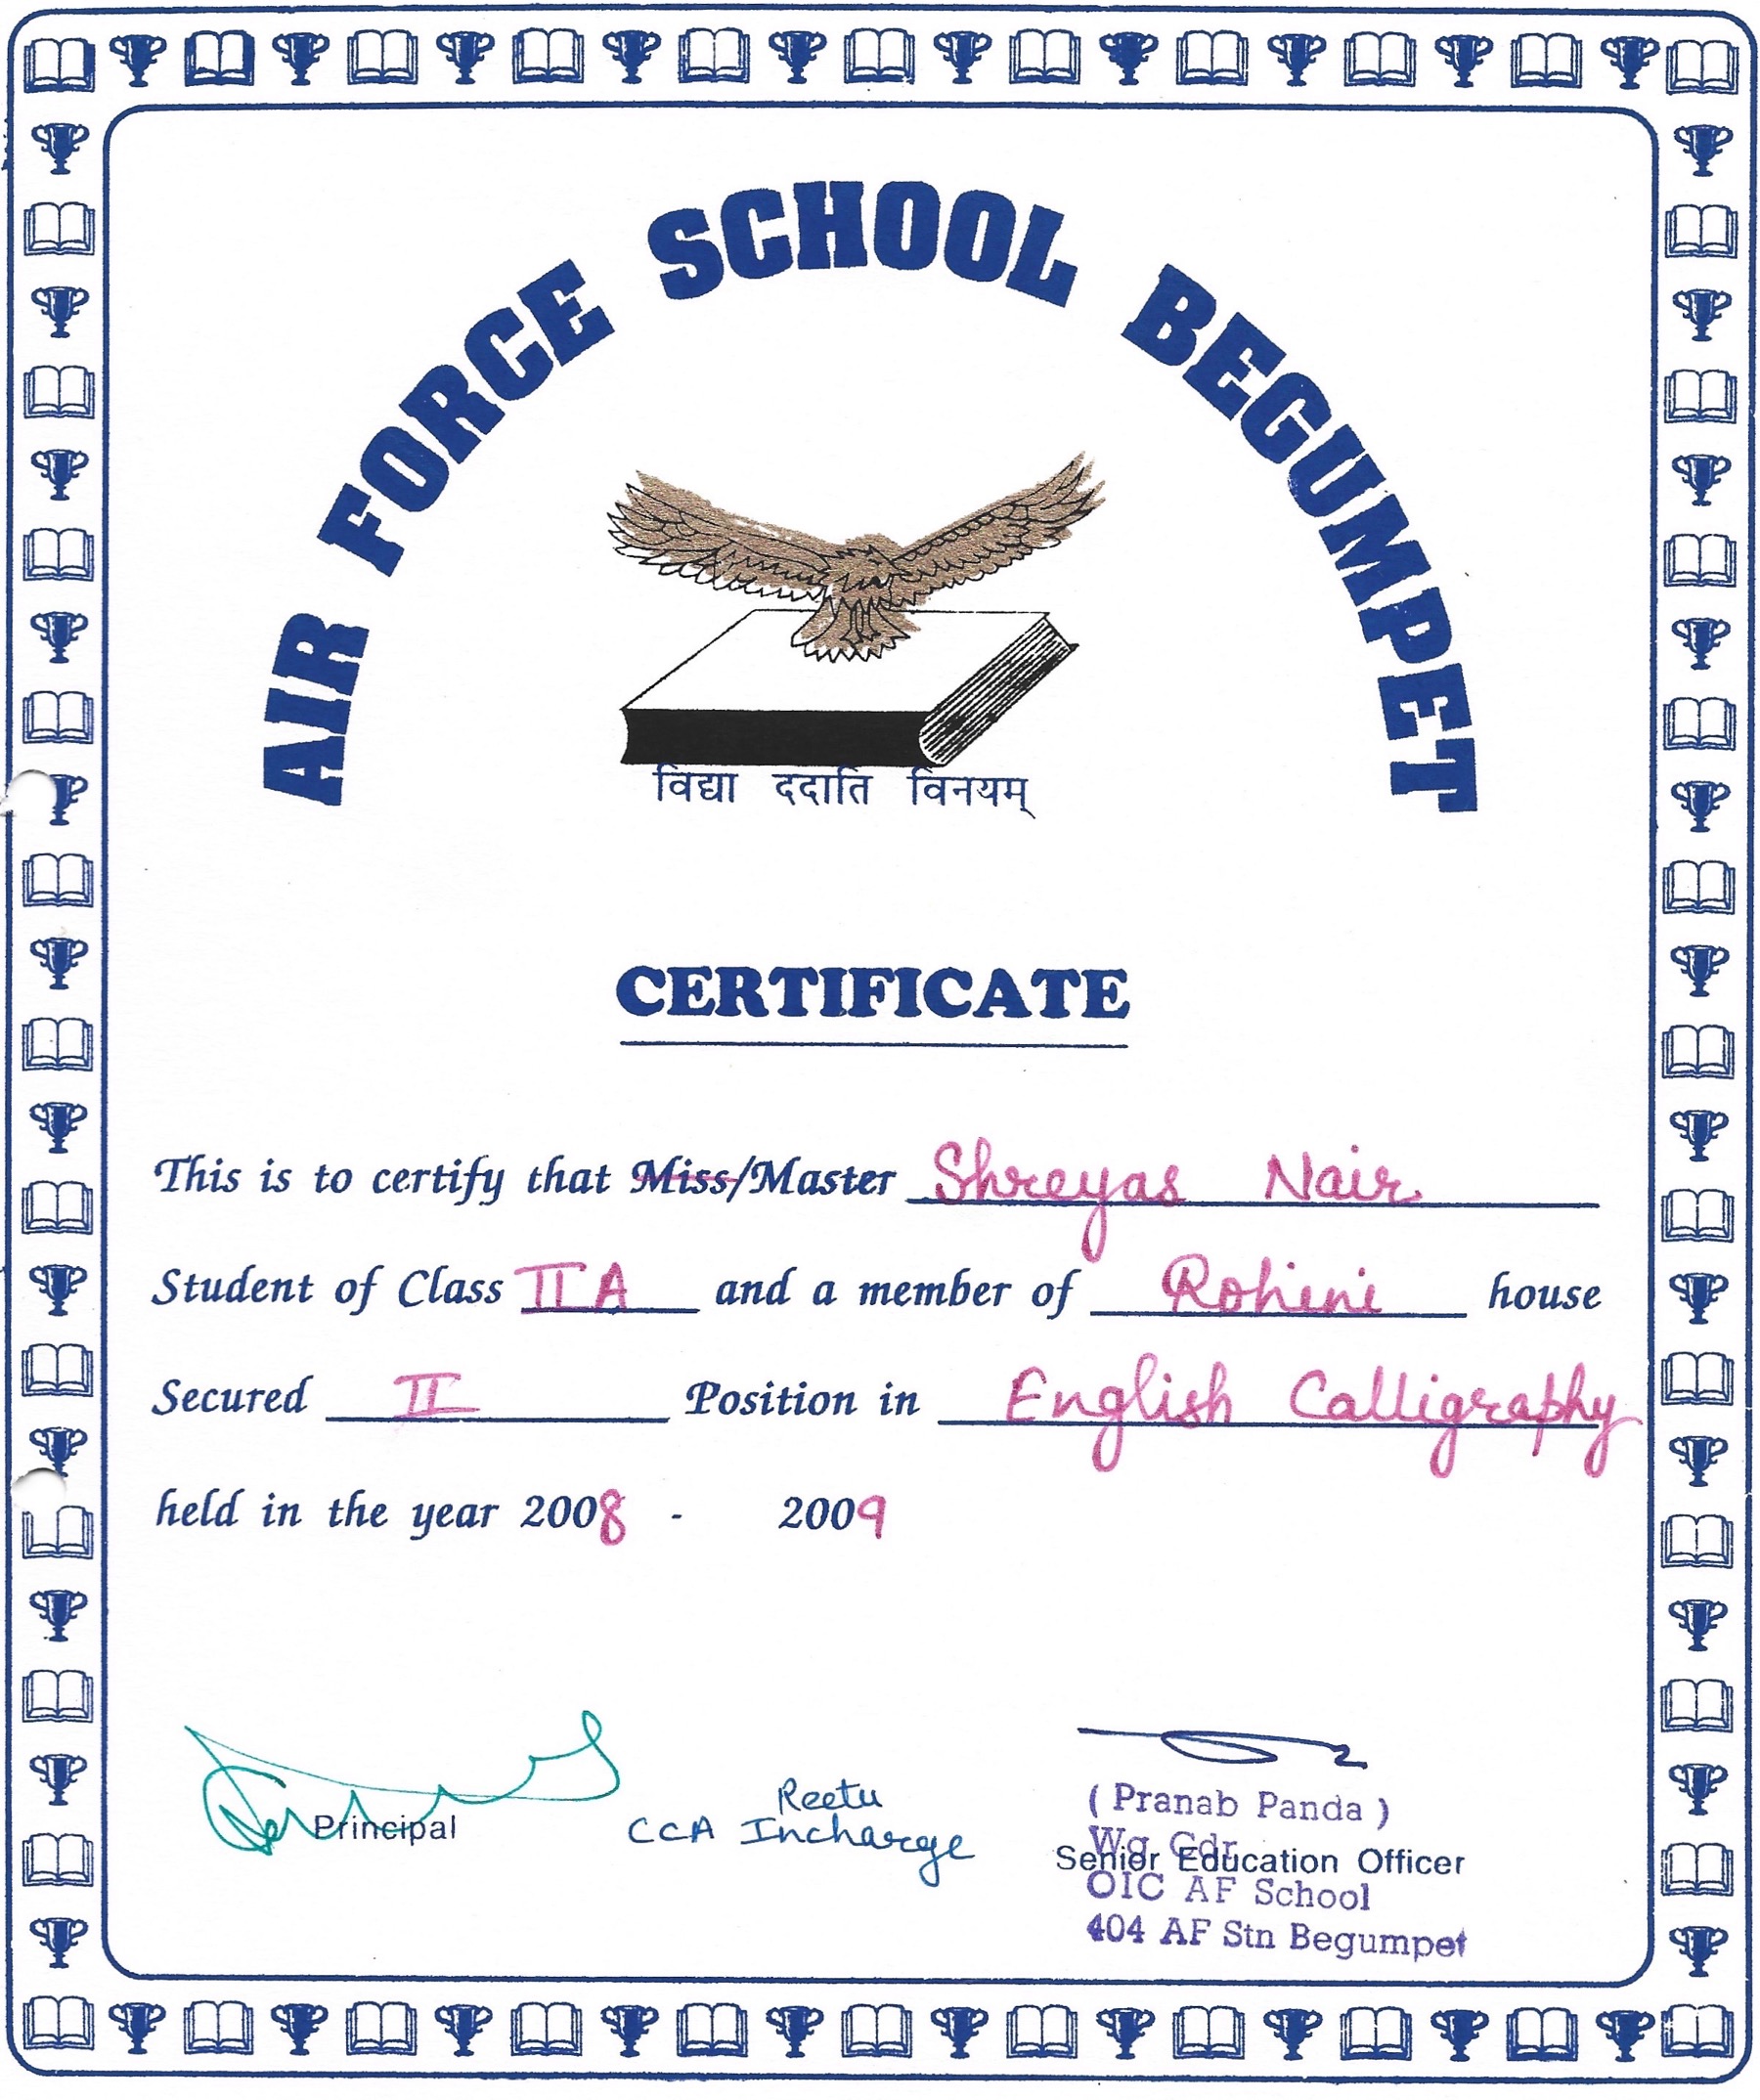 AIR FORCE SCHOOL BEGUMPET
विद्या ददाति विनयम्
CERTIFICATE
This is to certify that Miss/Master Shreyas Nair
Student of Class II A and a member of Rohini house
Secured II Position in English Calligraphy
held in the year 2008 - 2009
Principal
Reetu
CCA Incharge
( Pranab Panda )
Wg Cdr
Senior Education Officer
OIC AF School
404 AF Stn Begumpet